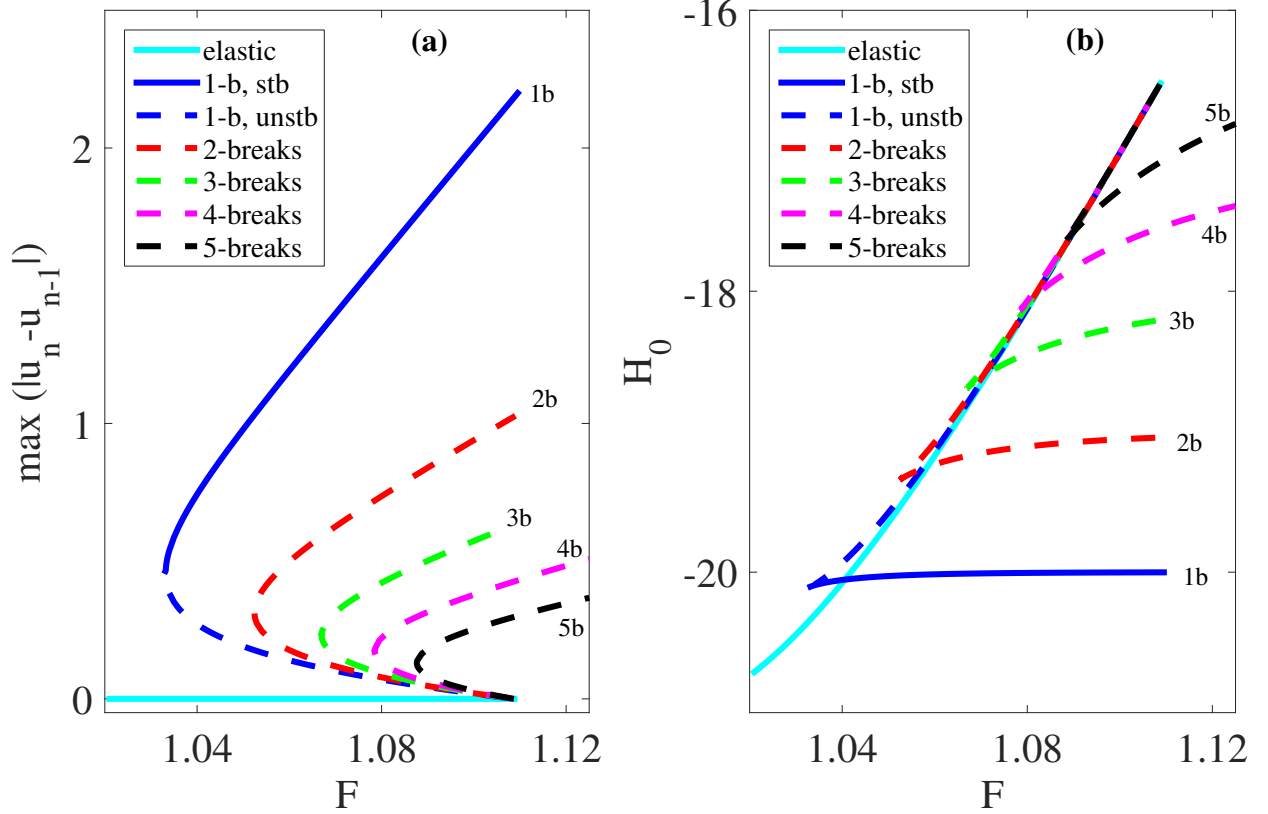 (a)
elastic
1-b, stb
1-b, unstb
2-breaks
3-breaks
4-breaks
5-breaks
1b
2b
3b
4b
5b
2
1
0
max (|u_n -u_{n-1}|)
1.04
1.08
1.12
F
(b)
elastic
1-b, stb
1-b, unstb
2-breaks
3-breaks
4-breaks
5-breaks
5b
4b
3b
2b
1b
-16
-18
-20
H_0
1.04
1.08
1.12
F